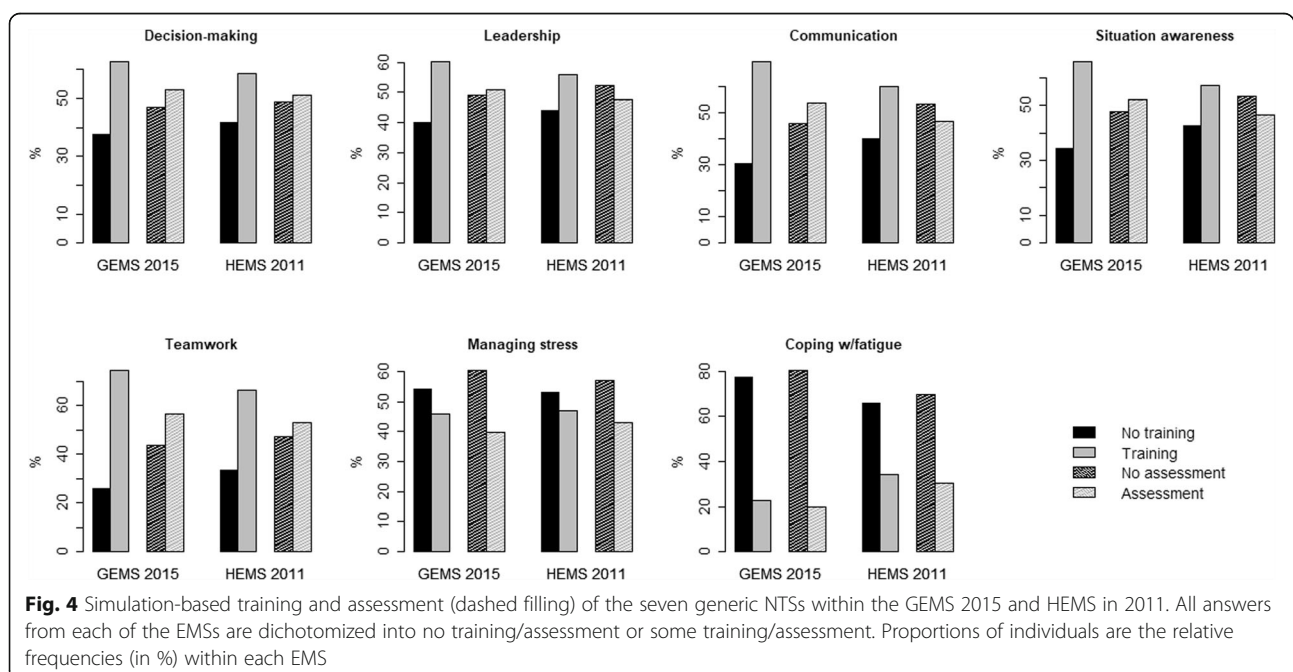 Decision-making
Leadership
Communication
Situation awareness
%
0
10
30
50
GEMS 2015
HEMS 2011
%
0
10
20
30
40
50
60
GEMS 2015
HEMS 2011
%
0
10
30
50
GEMS 2015
HEMS 2011
%
0
10
30
50
GEMS 2015
HEMS 2011
Teamwork
Managing stress
Coping w/fatigue
%
0
20
40
60
GEMS 2015
HEMS 2011
%
0
10
20
30
40
50
60
GEMS 2015
HEMS 2011
%
0
20
40
60
80
GEMS 2015
HEMS 2011
No training
Training
No assessment
Assessment
Fig. 4 Simulation-based training and assessment (dashed filling) of the seven generic NTSs within the GEMS 2015 and HEMS in 2011. All answers
from each of the EMSs are dichotomized into no training/assessment or some training/assessment. Proportions of individuals are the relative
frequencies (in %) within each EMS